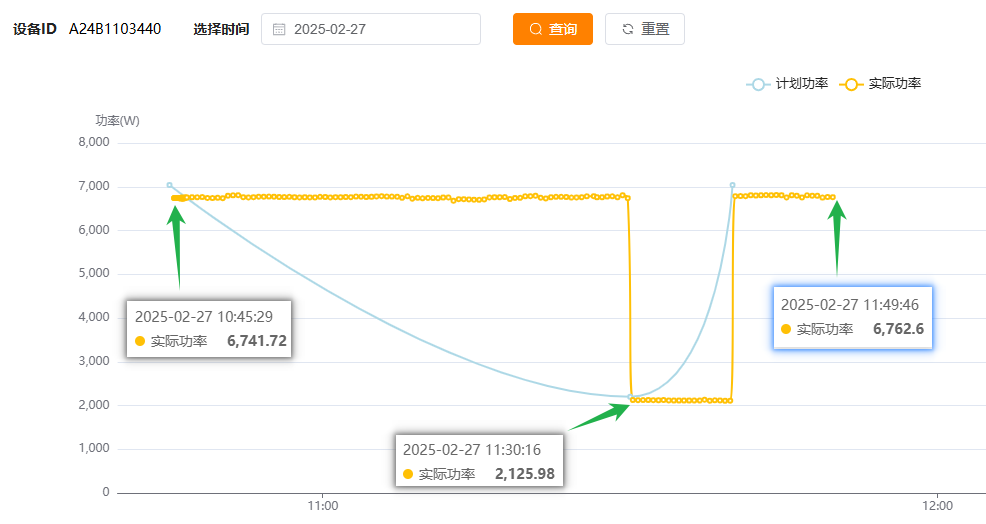 设备ID A24B1103440 选择时间 2025-02-27 查询 重置
计划功率 实际功率
功率(W)
8,000
7,000
6,000
5,000
4,000
3,000
2,000
1,000
0
2025-02-27 10:45:29
实际功率 6,741.72
2025-02-27 11:49:46
实际功率 6,762.6
2025-02-27 11:30:16
实际功率 2,125.98
11:00 12:00